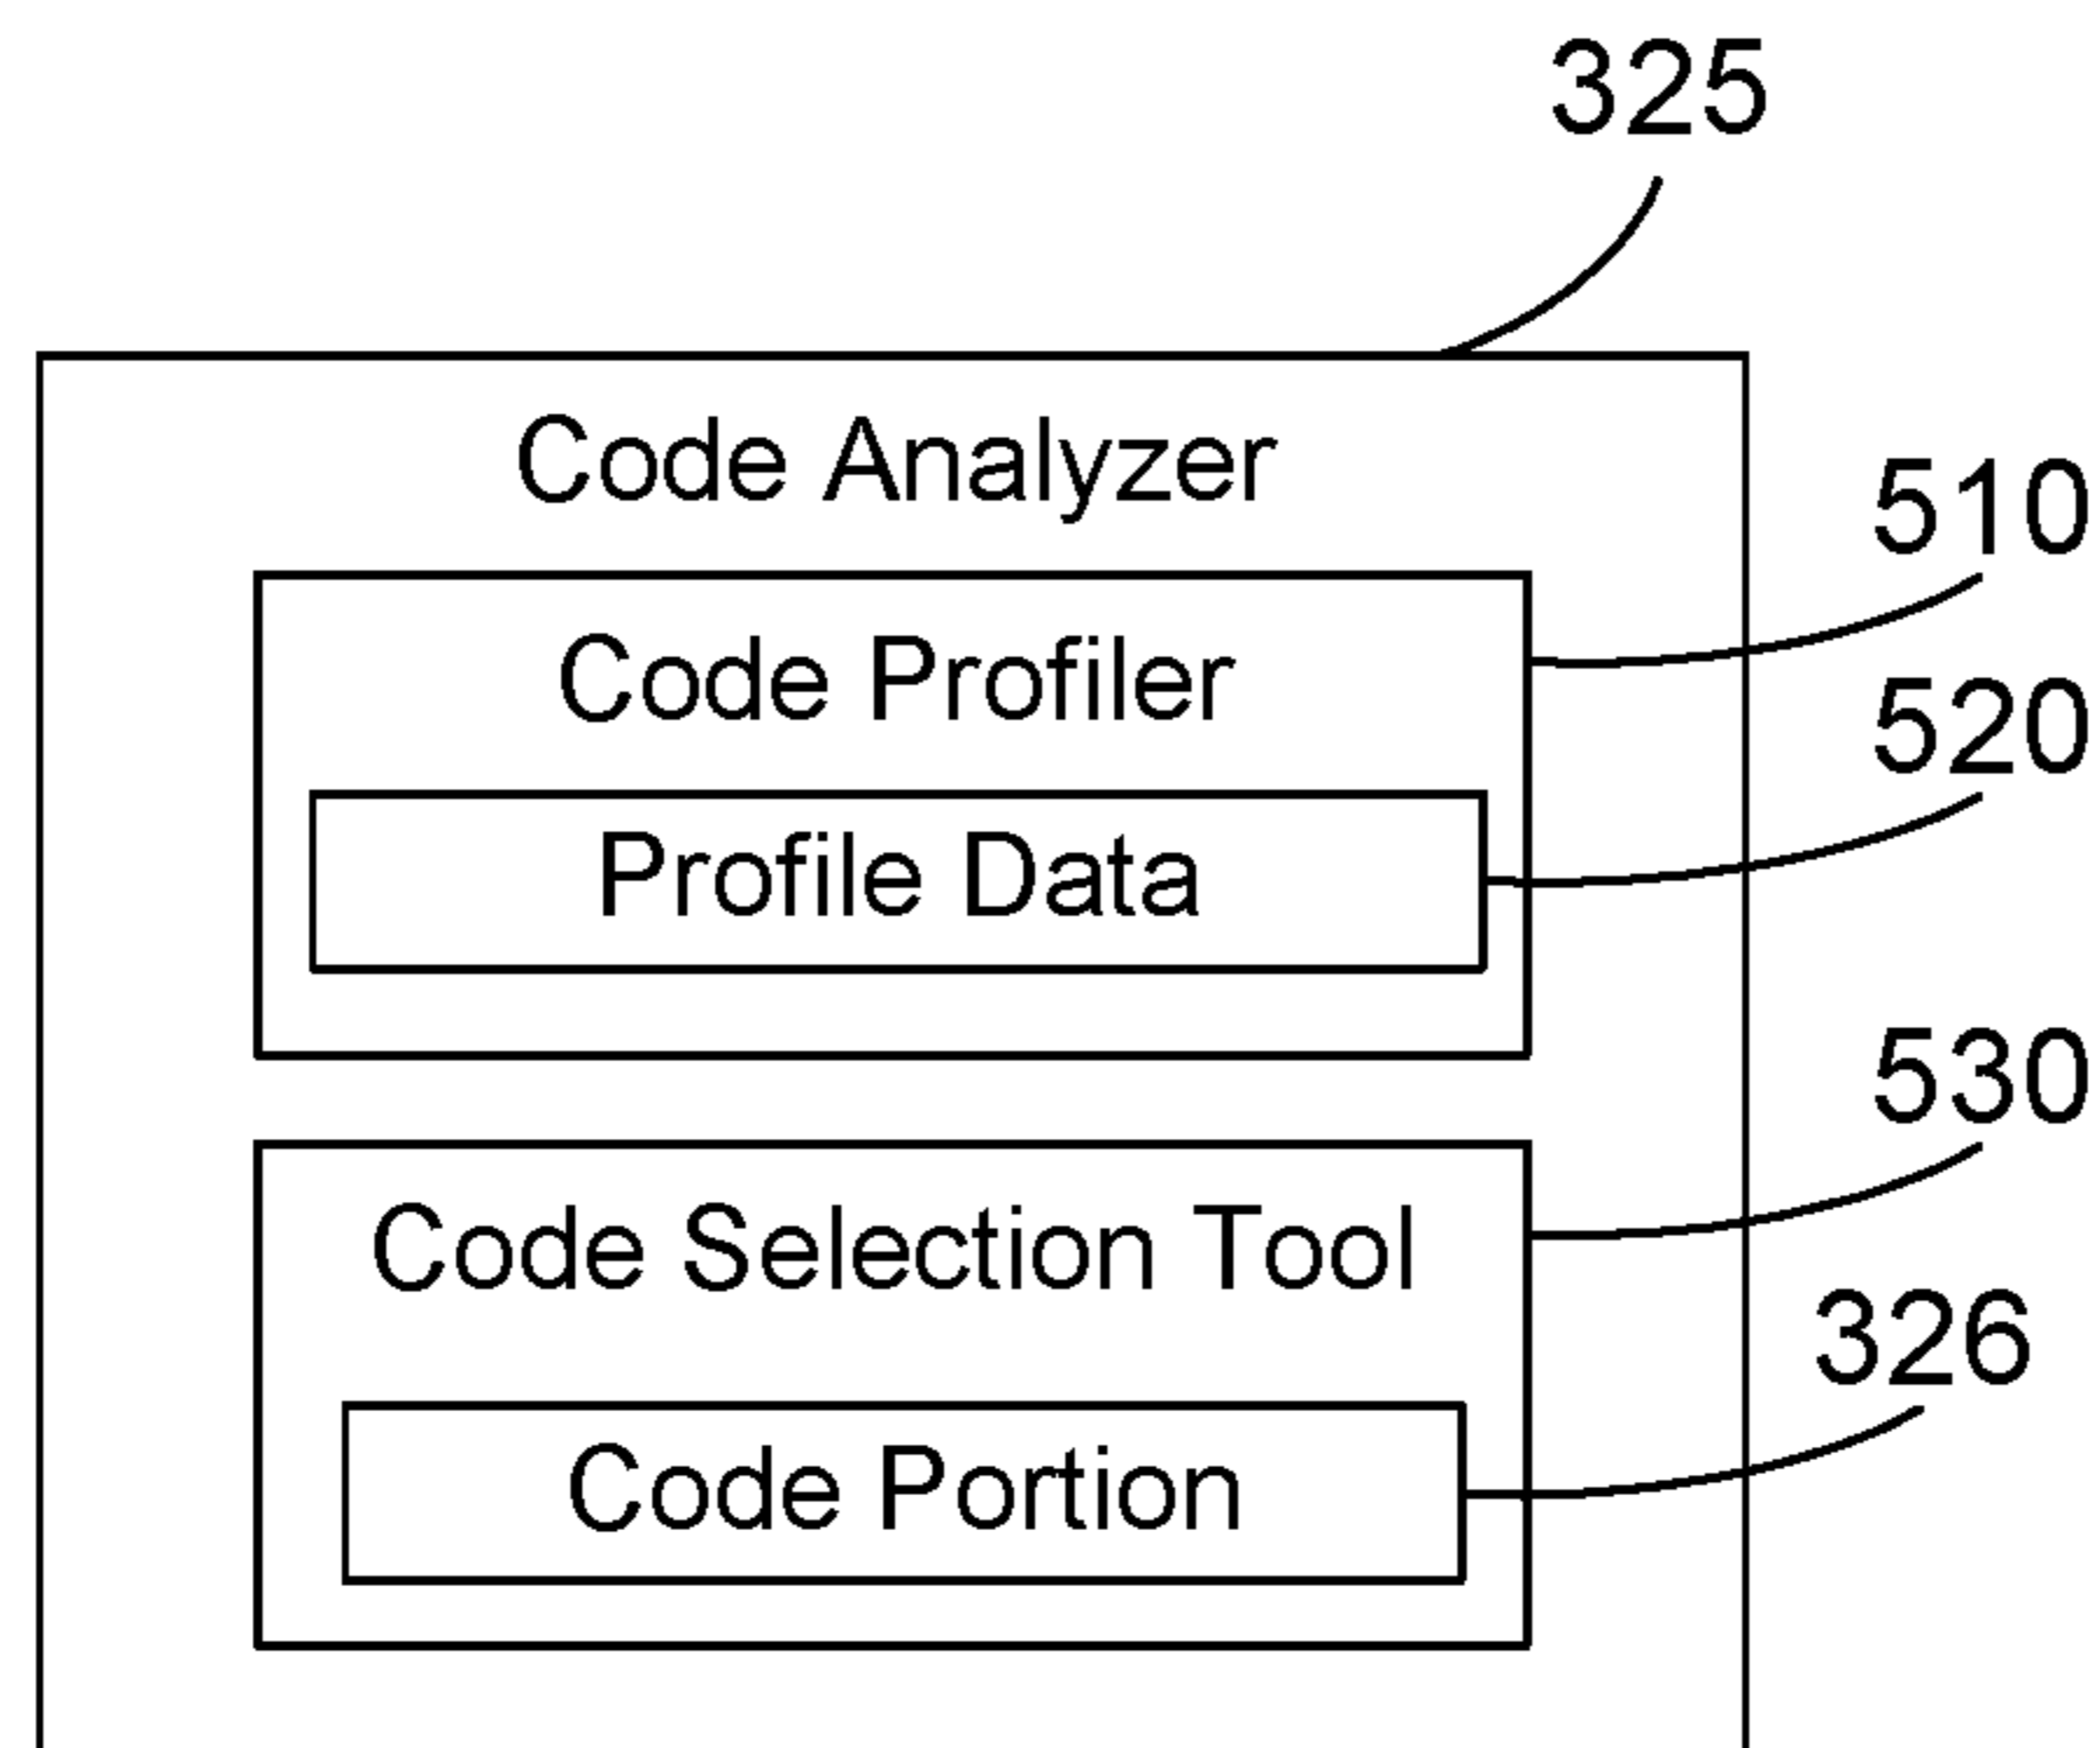 325
Code Analyzer
510
Code Profiler
520
Profile Data
530
Code Selection Tool
326
Code Portion